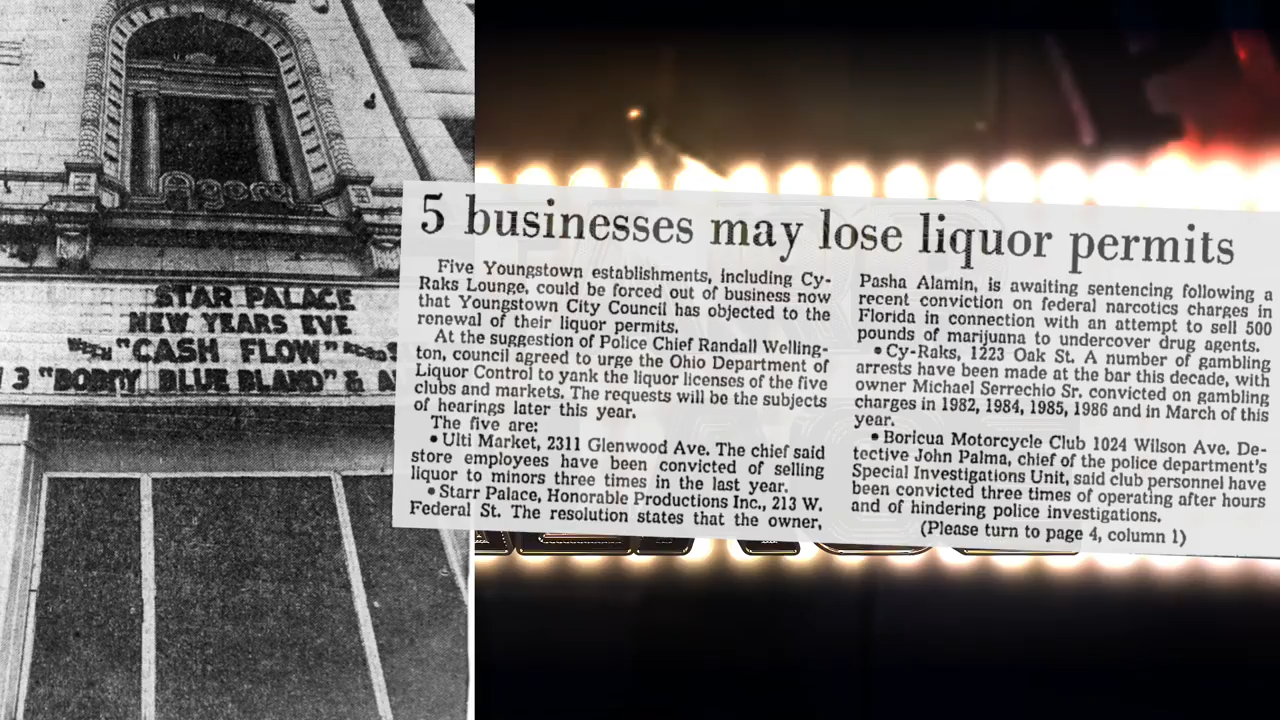 agora
STAR PALACE
NEW YEARS EVE
WITH "CASH FLOW"
3 "BOBBY BLUE BLAND" &
5 businesses may lose liquor permits
Five Youngstown establishments, including Cy-
Raks Lounge, could be forced out of business now
that Youngstown City Council has objected to the
renewal of their liquor permits.
At the suggestion of Police Chief Randall Welling-
ton, council agreed to urge the Ohio Department of
Liquor Control to yank the liquor licenses of the five
clubs and markets. The requests will be the subjects
of hearings later this year.
The five are:
• Ulti Market, 2311 Glenwood Ave. The chief said
store employees have been convicted of selling
liquor to minors three times in the last year.
• Starr Palace, Honorable Productions Inc., 213 W.
Federal St. The resolution states that the owner,
Pasha Alamin, is awaiting sentencing following a
recent conviction on federal narcotics charges in
Florida in connection with an attempt to sell 500
pounds of marijuana to undercover drug agents.
• Cy-Raks, 1223 Oak St. A number of gambling
arrests have been made at the bar this decade, with
owner Michael Serrechio Sr. convicted on gambling
charges in 1982, 1984, 1985, 1986 and in March of this
year.
• Boricua Motorcycle Club 1024 Wilson Ave. De-
tective John Palma, chief of the police department's
Special Investigations Unit, said club personnel have
been convicted three times of operating after hours
and of hindering police investigations.
(Please turn to page 4, column 1)